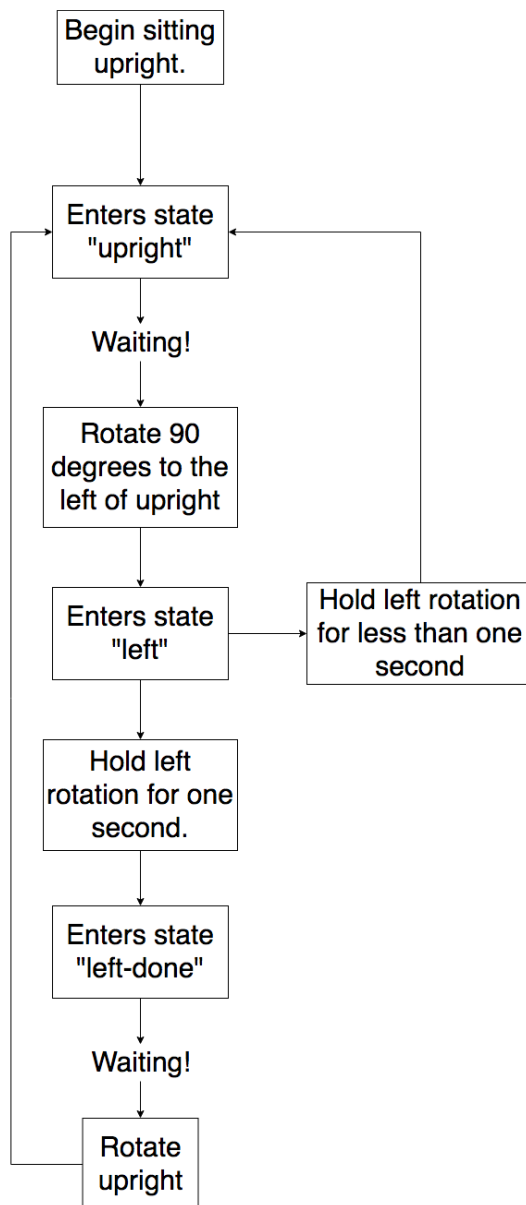 Begin sitting
upright.
Enters state
"upright"
Waiting!
Rotate 90
degrees to the
left of upright
Enters state
"left"
Hold left rotation
for less than one
second
Hold left
rotation for one
second.
Enters state
"left-done"
Waiting!
Rotate
upright